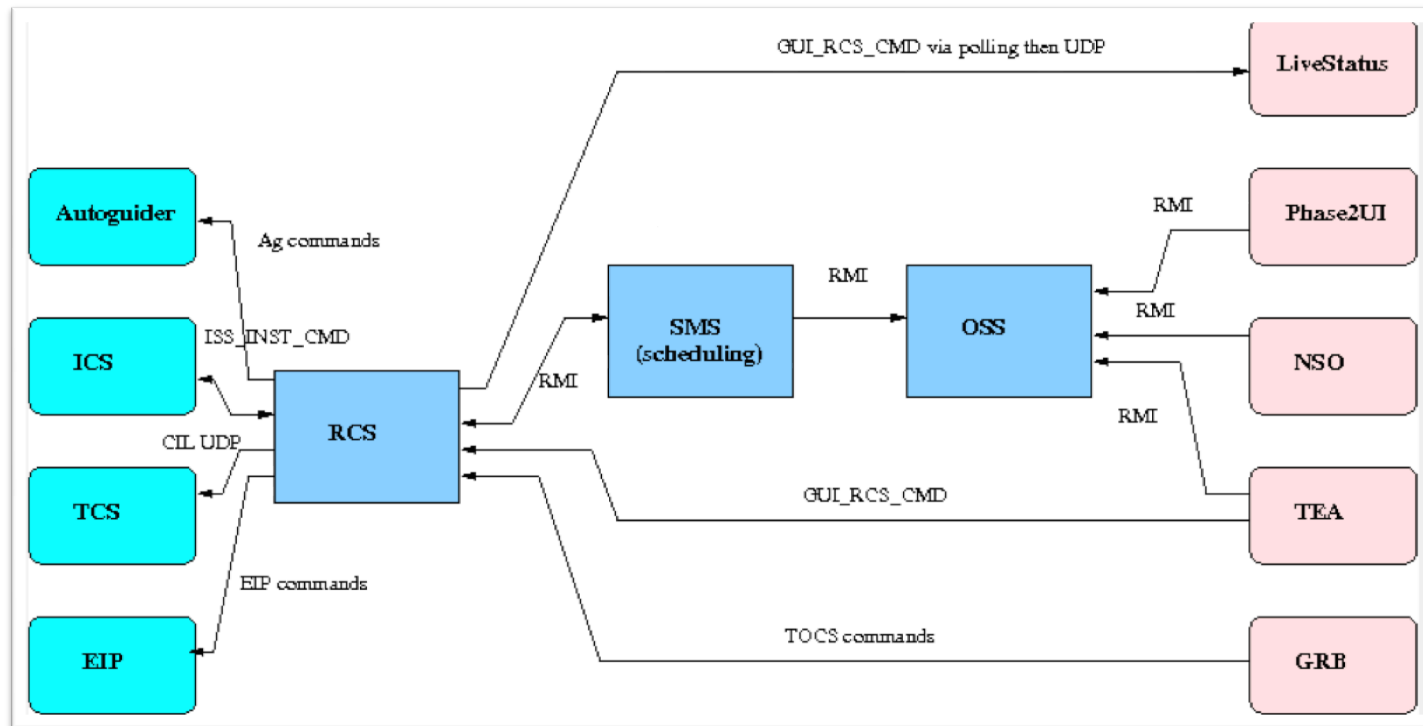 GUI_RCS_CMD via polling then UDP
LiveStatus
Autoguider
Ag commands
RMI
Phase2UI
ISS_INST_CMD
ICS
RMI
SMS
(scheduling)
RMI
OSS
RMI
NSO
RCS
CIL UDP
RMI
TCS
GUI_RCS_CMD
TEA
EIP commands
EIP
TOCS commands
GRB